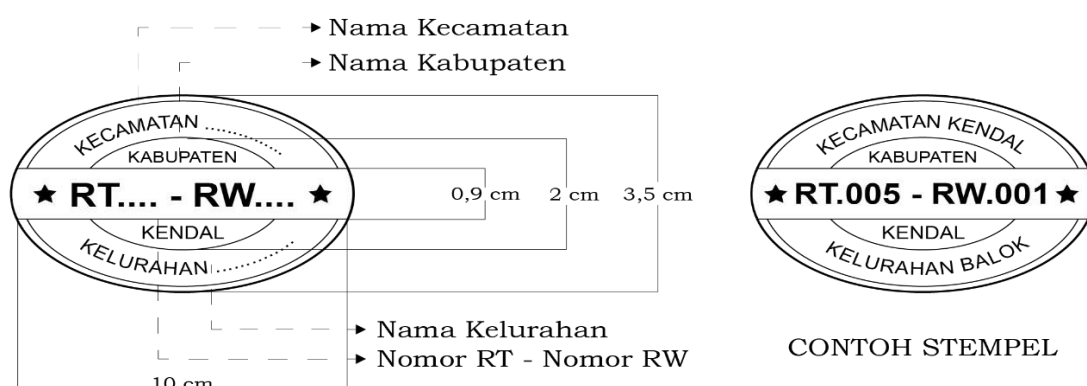 Nama Kecamatan
Nama Kabupaten
KECAMATAN ..........
KABUPATEN
RT.... - RW....
KENDAL
KELURAHAN ..........
0,9 cm
2 cm
3,5 cm
KECAMATAN KENDAL
KABUPATEN
RT.005 - RW.001
KENDAL
KELURAHAN BALOK
Nama Kelurahan
Nomor RT - Nomor RW
CONTOH STEMPEL
10 cm